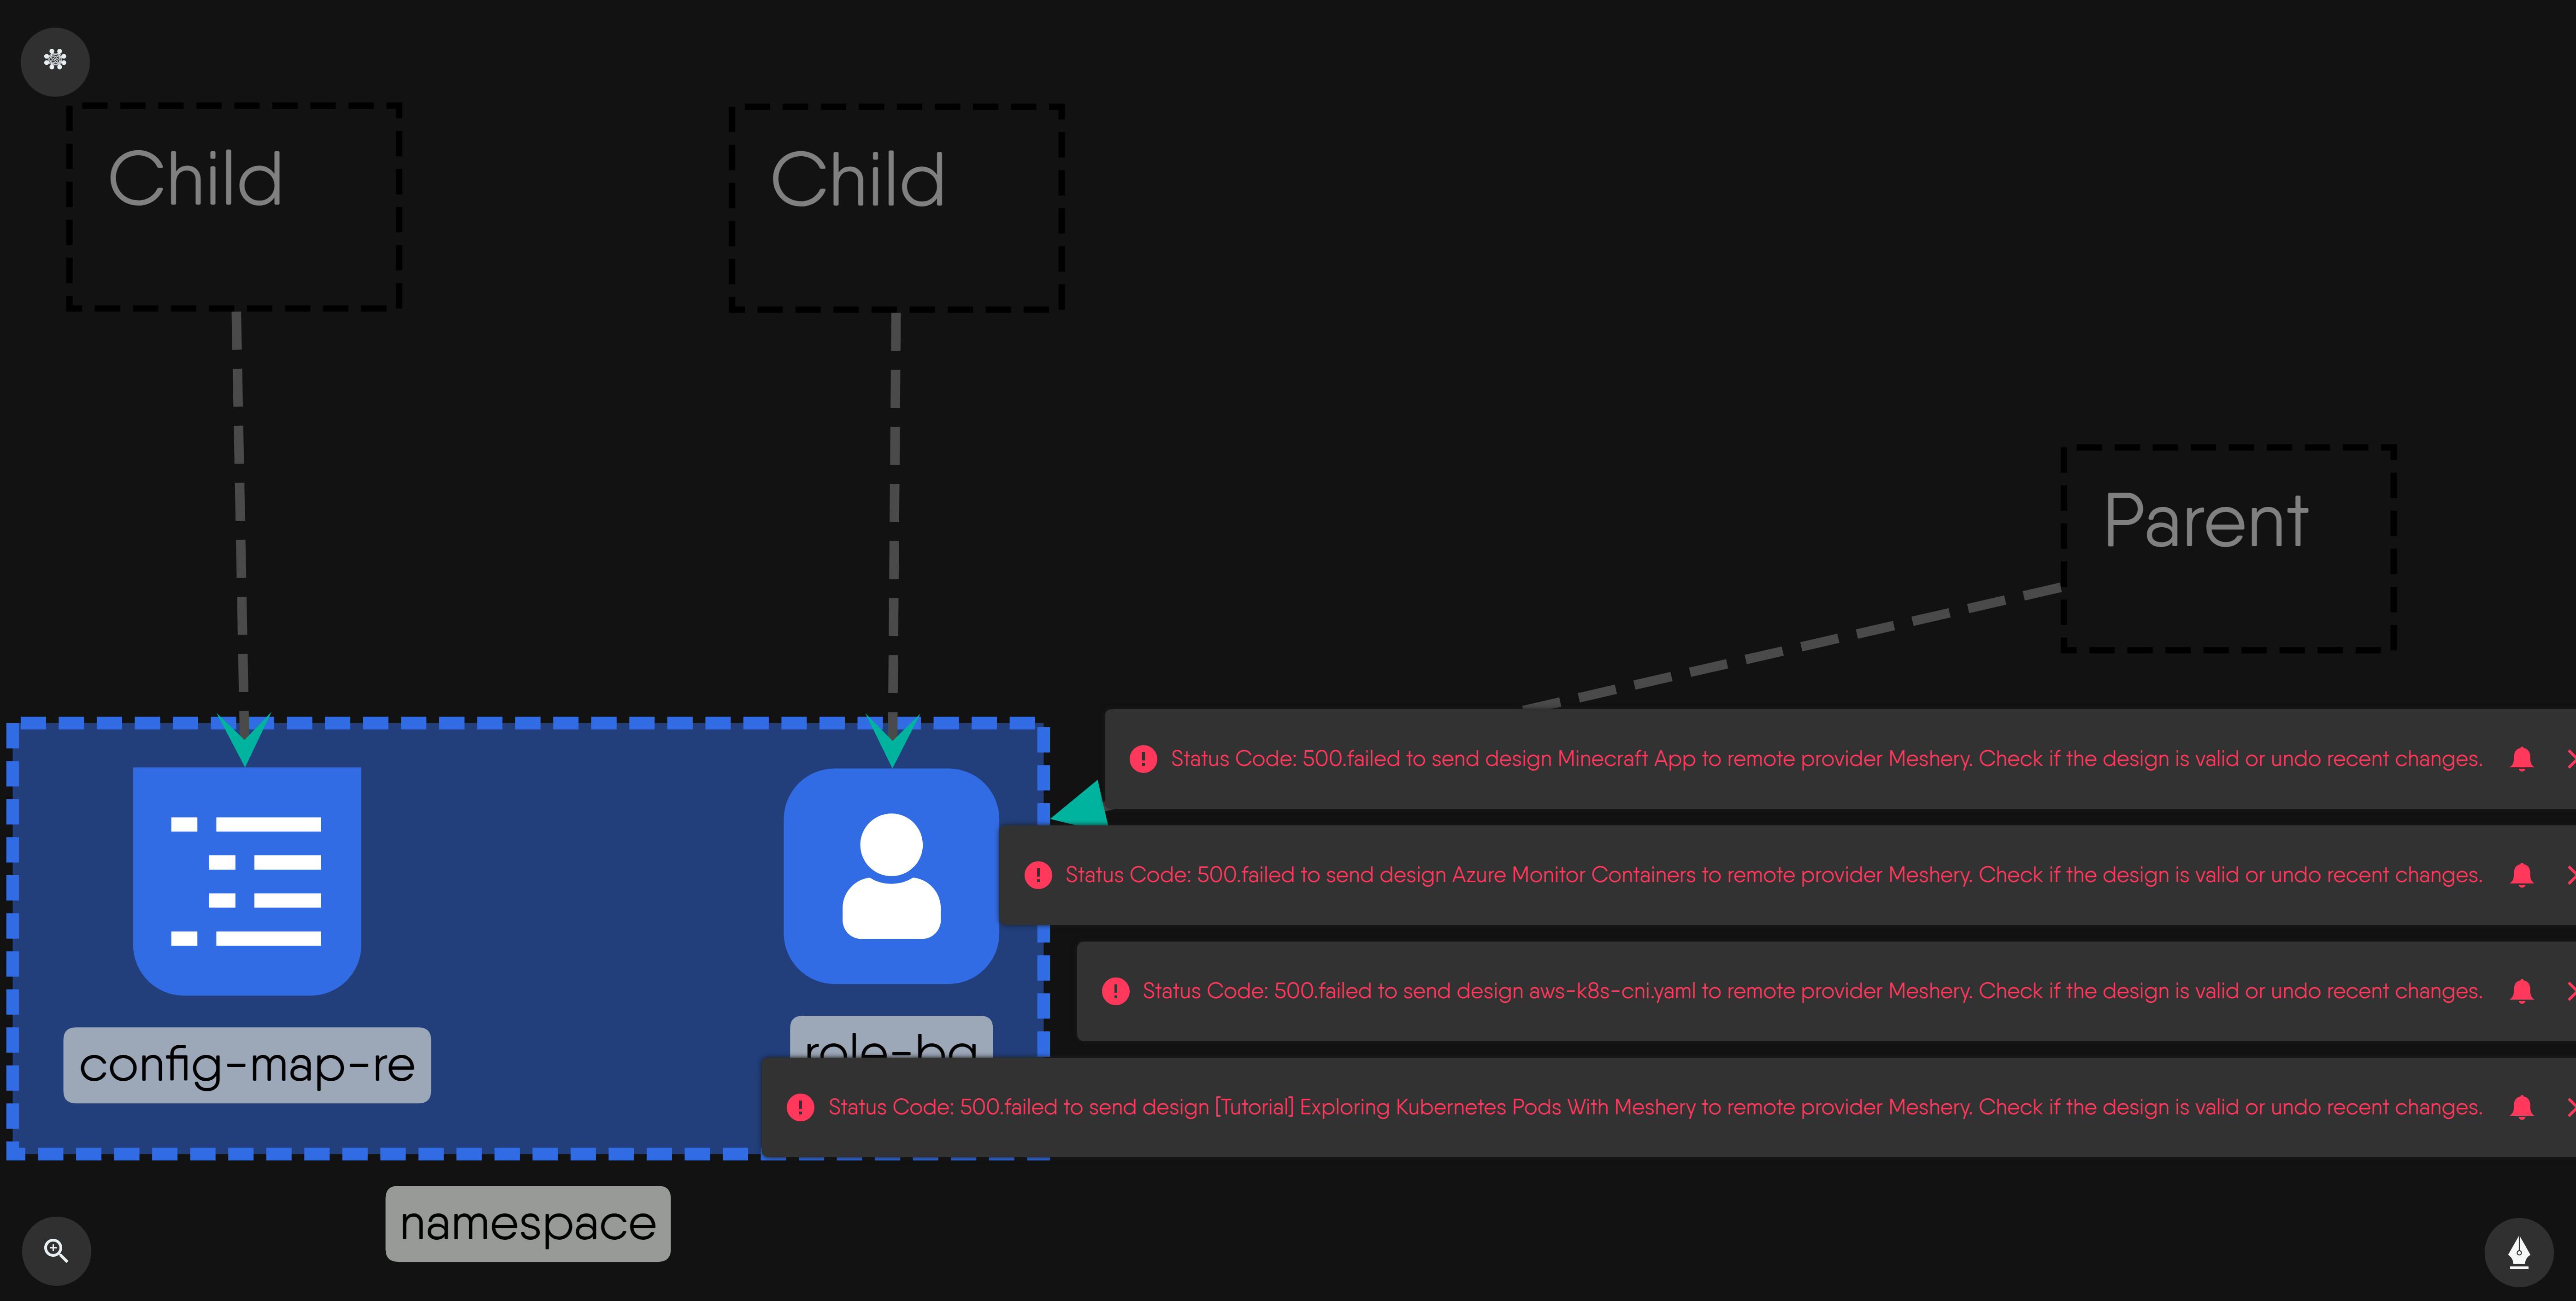 Child
Child
Parent
Status Code: 500.failed to send design Minecraft App to remote provider Meshery. Check if the design is valid or undo recent changes.
Status Code: 500.failed to send design Azure Monitor Containers to remote provider Meshery. Check if the design is valid or undo recent changes.
Status Code: 500.failed to send design aws-k8s-cni.yaml to remote provider Meshery. Check if the design is valid or undo recent changes.
config-map-re
Status Code: 500.failed to send design [Tutorial] Exploring Kubernetes Pods With Meshery to remote provider Meshery. Check if the design is valid or undo recent changes.
namespace